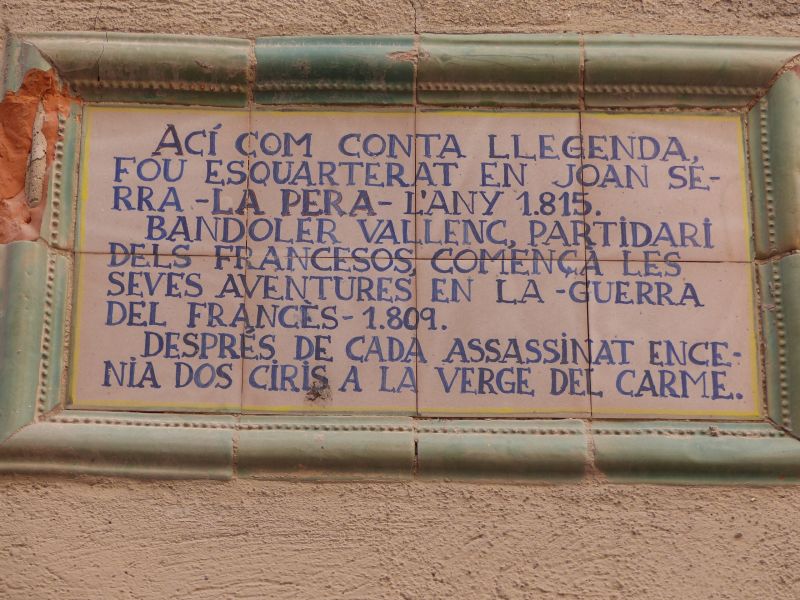 ACÍ COM CONTA LLEGENDA,
FOU ESQUARTERAT EN JOAN SE-
RRA -LA PERA- L'ANY 1.815.
BANDOLER VALLENC, PARTIDARI
DELS FRANCESOS, COMENÇÀ LES
SEVES AVENTURES EN LA -GUERRA
DEL FRANCÈS- 1.809.
DESPRÉS DE CADA ASSASSINAT ENCE-
NIA DOS CIRIS A LA VERGE DEL CARME.